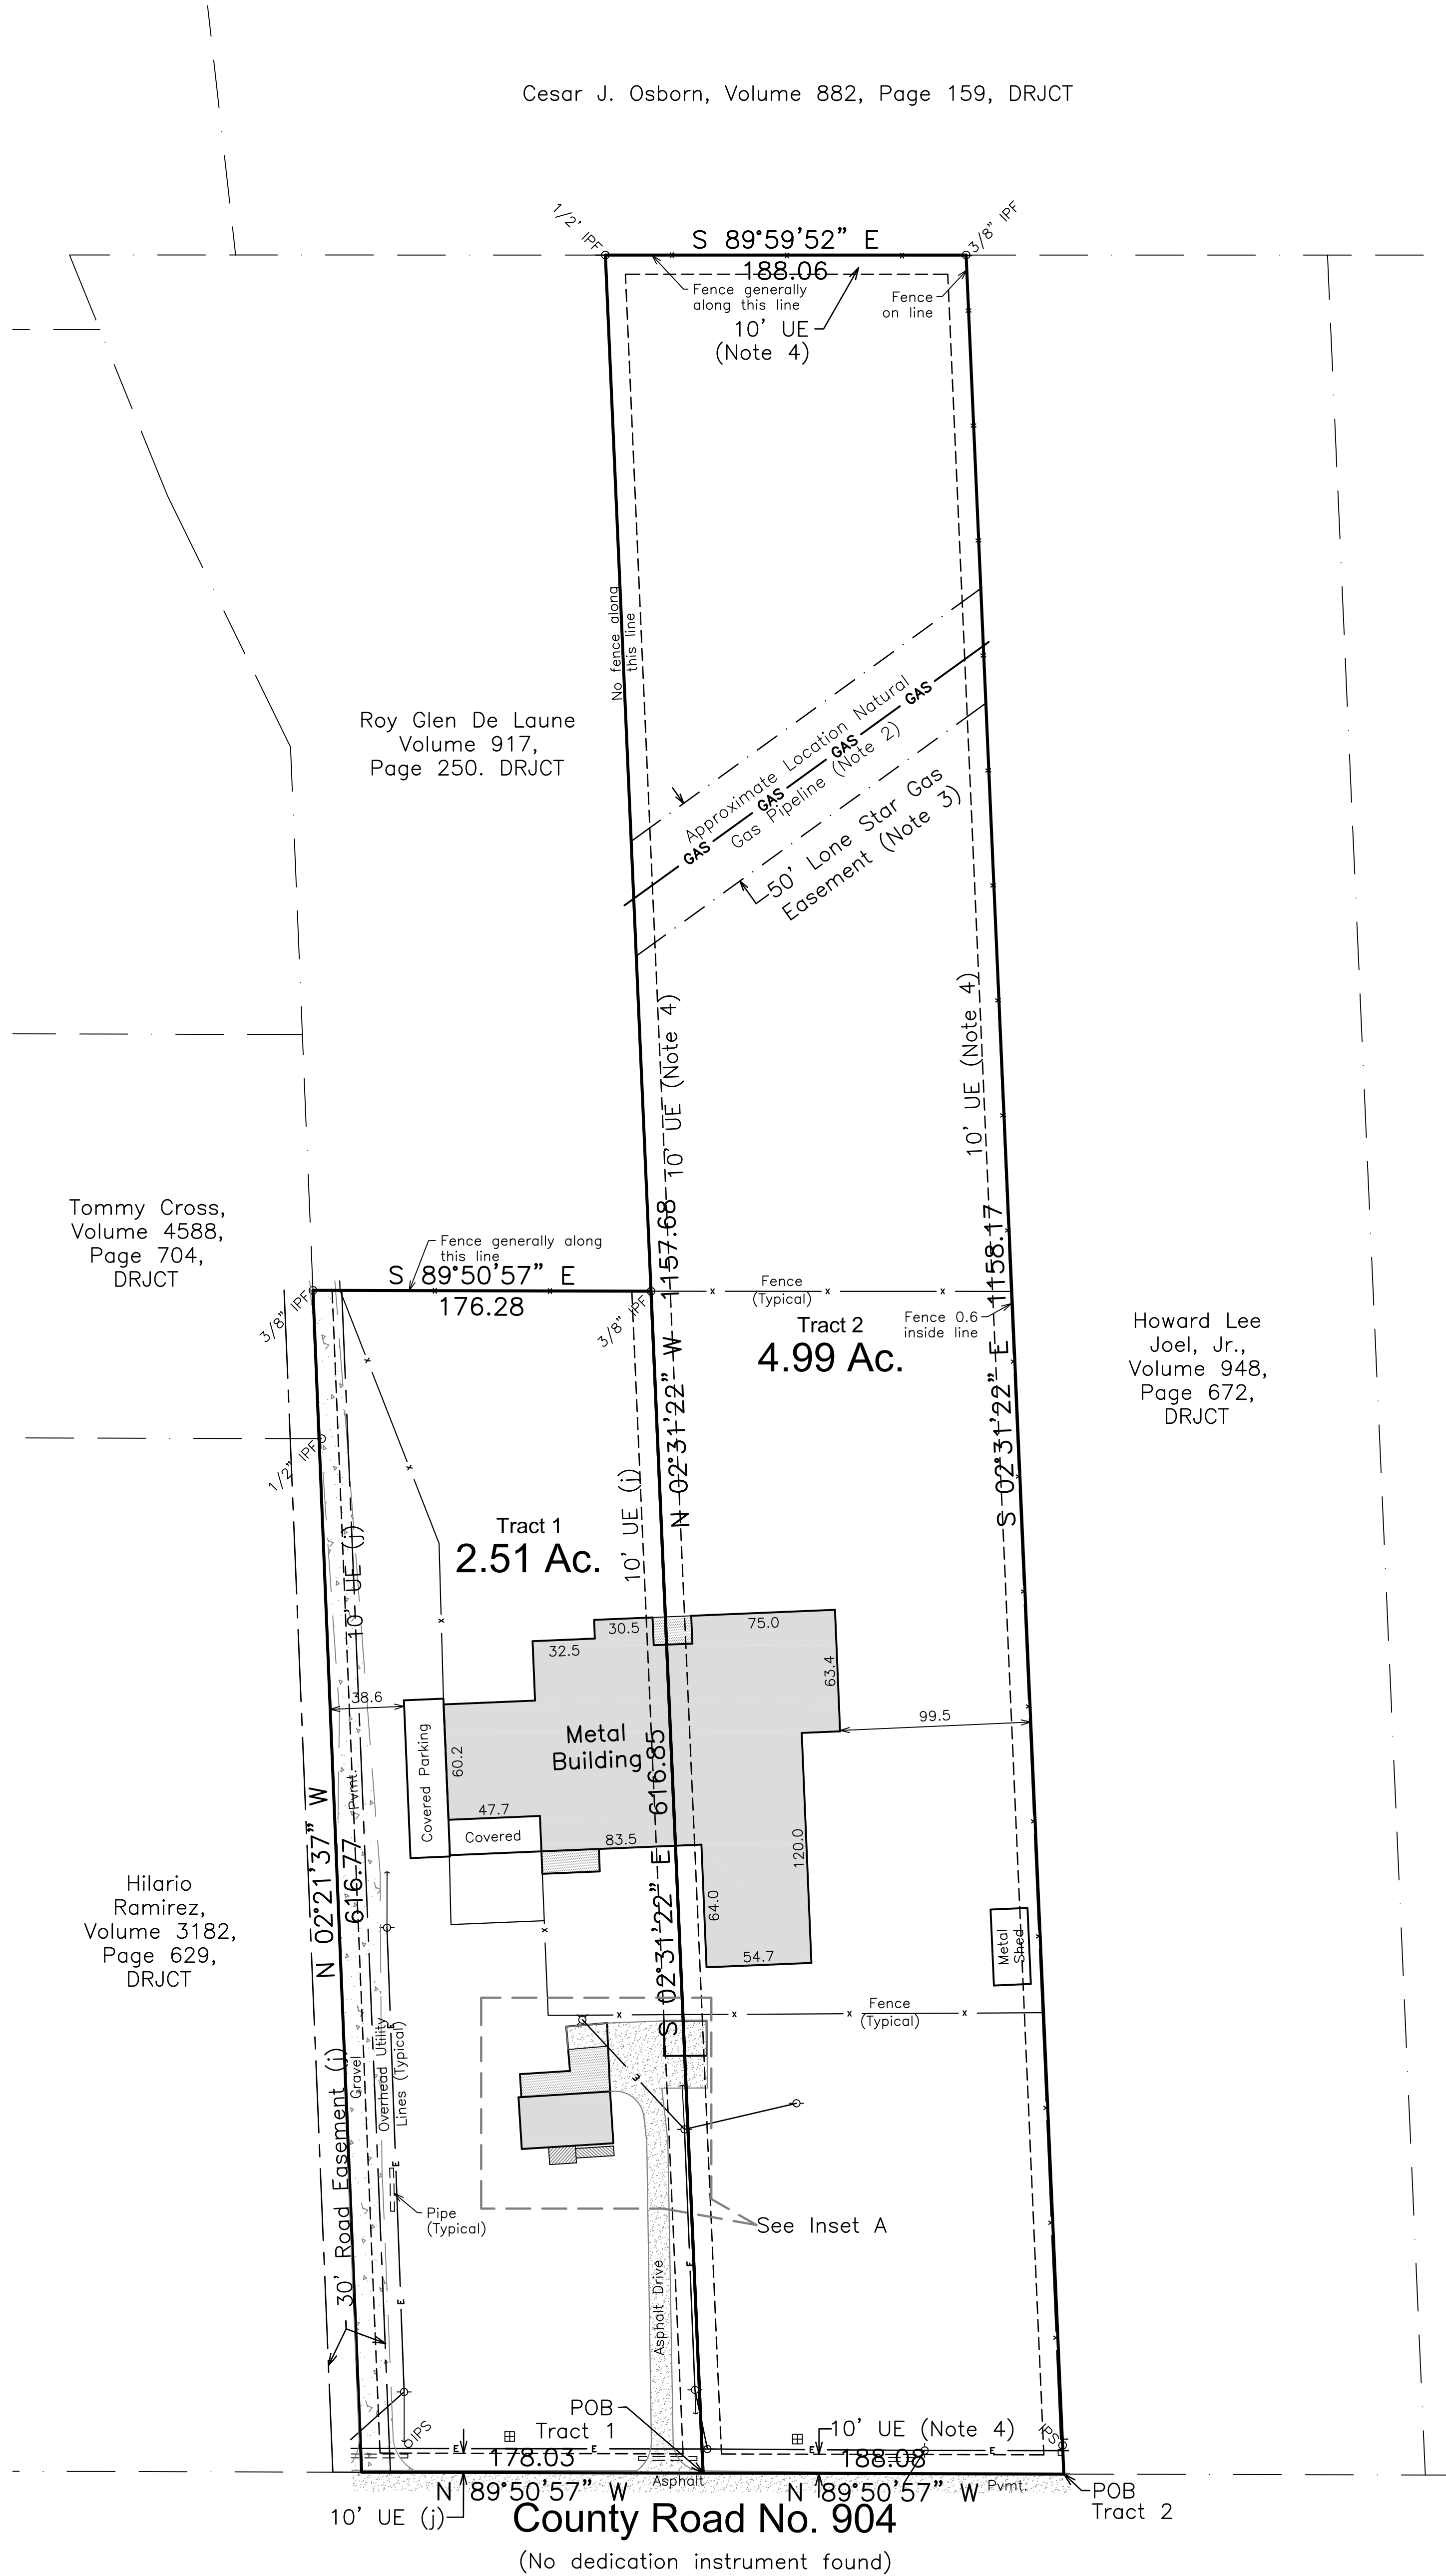 Cesar J. Osborn, Volume 882, Page 159, DRJCT
1/2' IPF
S 89°59'52" E
3/8" IPF
188.06
Fence generally
along this line
Fence
on line
10' UE
(Note 4)
No fence along
this line
Roy Glen De Laune
Volume 917,
Page 250. DRJCT
Approximate Location Natural
GAS GAS GAS GAS
Gas Pipeline (Note 2)
50' Lone Star Gas
Easement (Note 3)
10' UE (Note 4)
10' UE (Note 4)
Tommy Cross,
Volume 4588,
Page 704,
DRJCT
Fence generally along
this line
S 89°50'57" E
176.28
3/8" IPF
3/8" IPF
Fence
(Typical)
Tract 2
4.99 Ac.
Fence 0.6
inside line
N 02°31'22" W 1157.68
S 02°31'22" E 1158.17
Howard Lee
Joel, Jr.,
Volume 948,
Page 672,
DRJCT
1/2" IPF
10' UE (j)
10' UE (j)
Tract 1
2.51 Ac.
32.5
30.5
75.0
63.4
38.6
99.5
Covered Parking
60.2
Metal
Building
47.7
Covered
83.5
120.0
64.0
54.7
S 02°31'22" E 616.85
N 02°21'37" W
616.77
Pvmt.
Gravel
Hilario
Ramirez,
Volume 3182,
Page 629,
DRJCT
Metal
Shed
Fence
(Typical)
Overhead Utility
Lines (Typical)
30' Road Easement (j)
Pipe
(Typical)
See Inset A
Asphalt Drive
IPS
POB
Tract 1
10' UE (Note 4)
IPS
178.03
188.08
N 89°50'57" W
Asphalt
N 89°50'57" W
Pvmt.
POB
Tract 2
10' UE (j)
County Road No. 904
(No dedication instrument found)